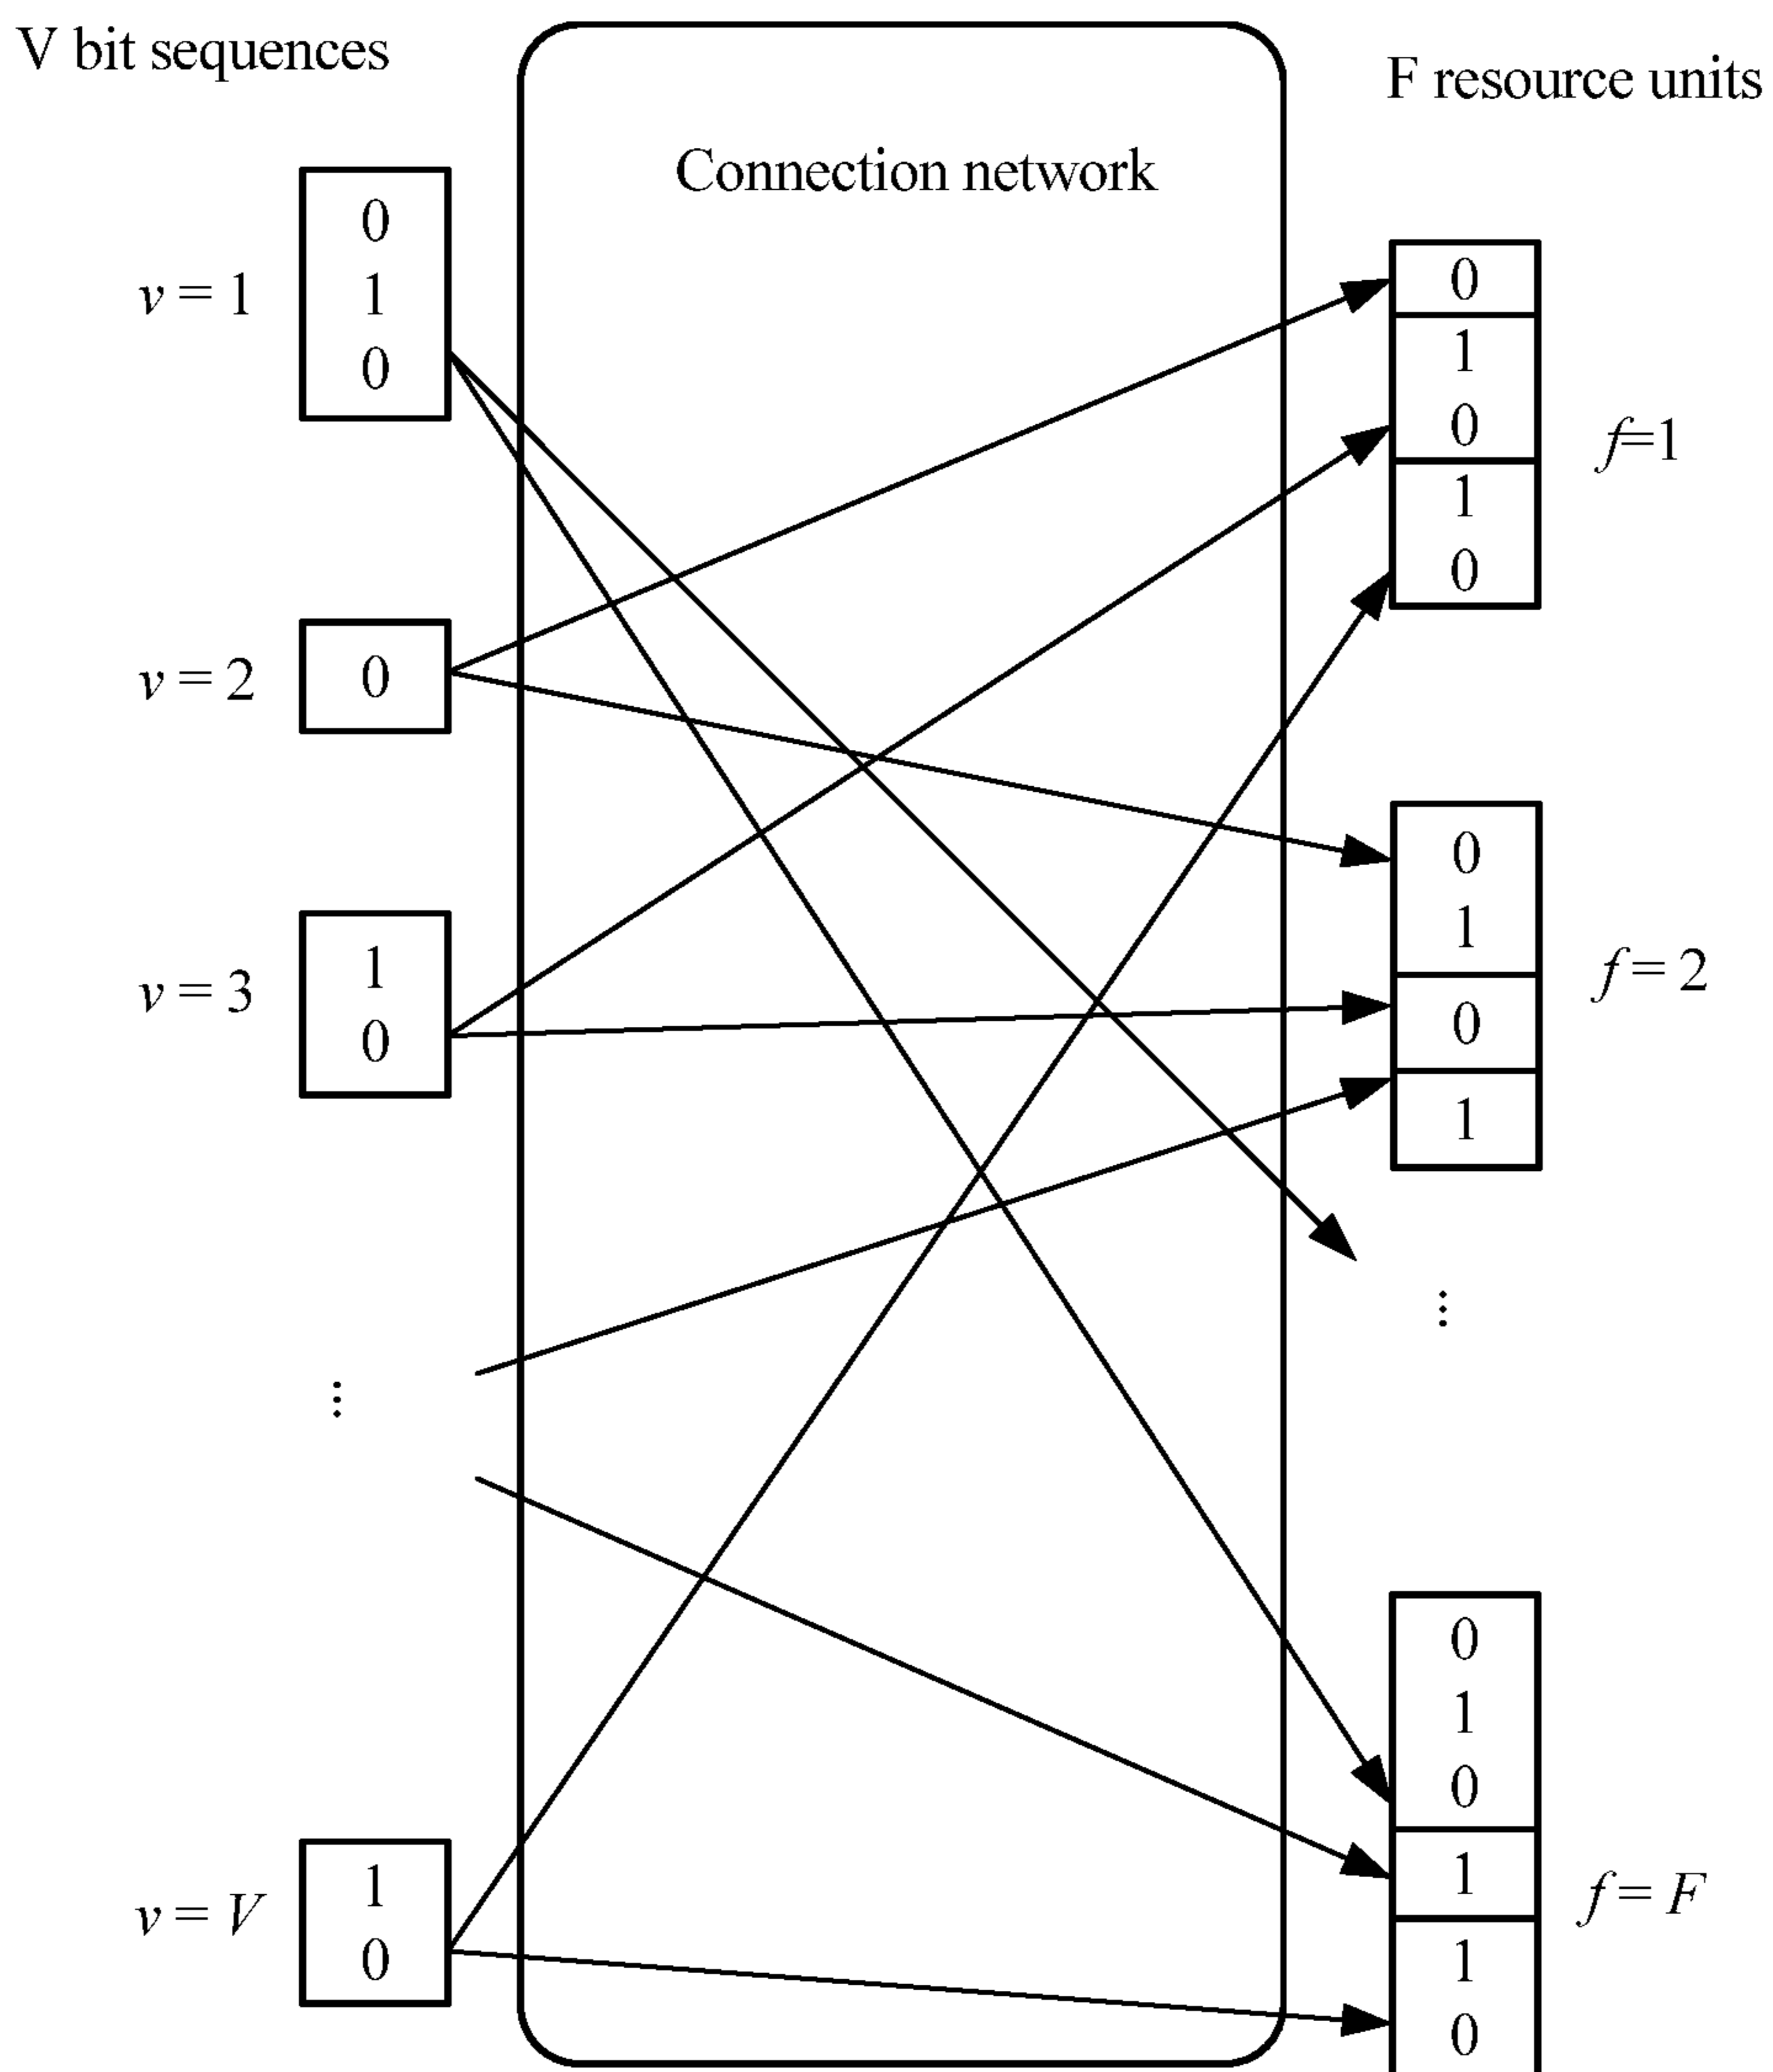 V bit sequences
F resource units
Connection network
v = 1
0
1
0
v = 2
0
v = 3
1
0
⋮
v = V
1
0
0
1
0
1
0
f=1
0
1
0
1
f = 2
⋮
0
1
0
1
1
0
f = F